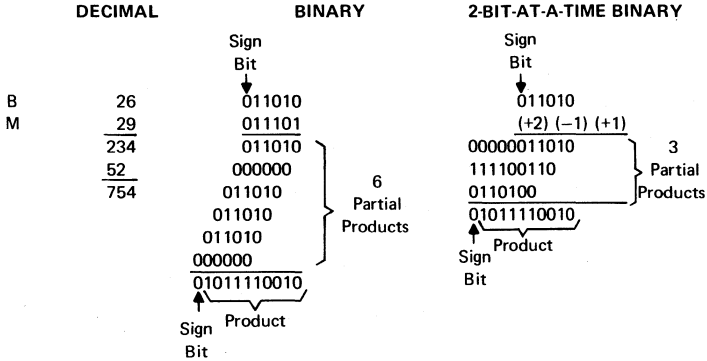 DECIMAL BINARY 2-BIT-AT-A-TIME BINARY
Sign Bit
Sign Bit
B 26 011010 011010
M 29 011101 (+2) (−1) (+1)
234 011010 000000011010
52 000000 111100110
754 011010 0110100
011010
011010
000000
01011110010
6 Partial Products
3 Partial Products
01011110010
Sign Bit
Product
Sign Bit
Product